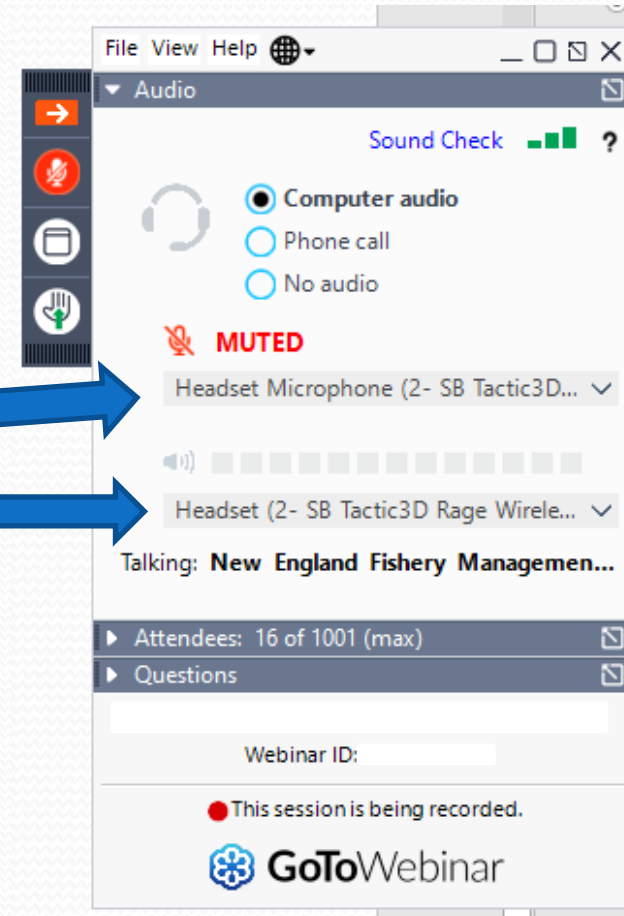 File View Help
Audio
Sound Check ?
Computer audio
Phone call
No audio
MUTED
Headset Microphone (2- SB Tactic3D...
Headset (2- SB Tactic3D Rage Wirele...
Talking: New England Fishery Managemen...
Attendees: 16 of 1001 (max)
Questions
Webinar ID:
This session is being recorded.
GoToWebinar